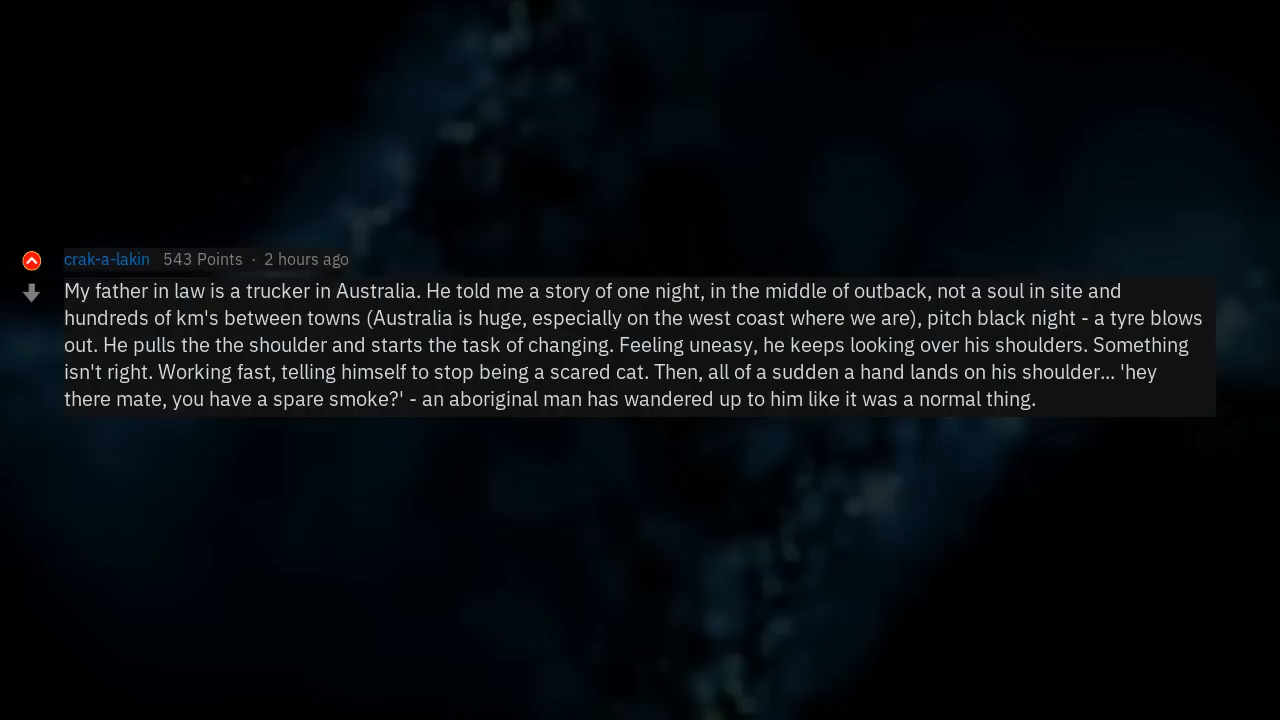 crak-a-lakin 543 Points · 2 hours ago
My father in law is a trucker in Australia. He told me a story of one night, in the middle of outback, not a soul in site and
hundreds of km's between towns (Australia is huge, especially on the west coast where we are), pitch black night - a tyre blows
out. He pulls the the shoulder and starts the task of changing. Feeling uneasy, he keeps looking over his shoulders. Something
isn't right. Working fast, telling himself to stop being a scared cat. Then, all of a sudden a hand lands on his shoulder... 'hey
there mate, you have a spare smoke?' - an aboriginal man has wandered up to him like it was a normal thing.